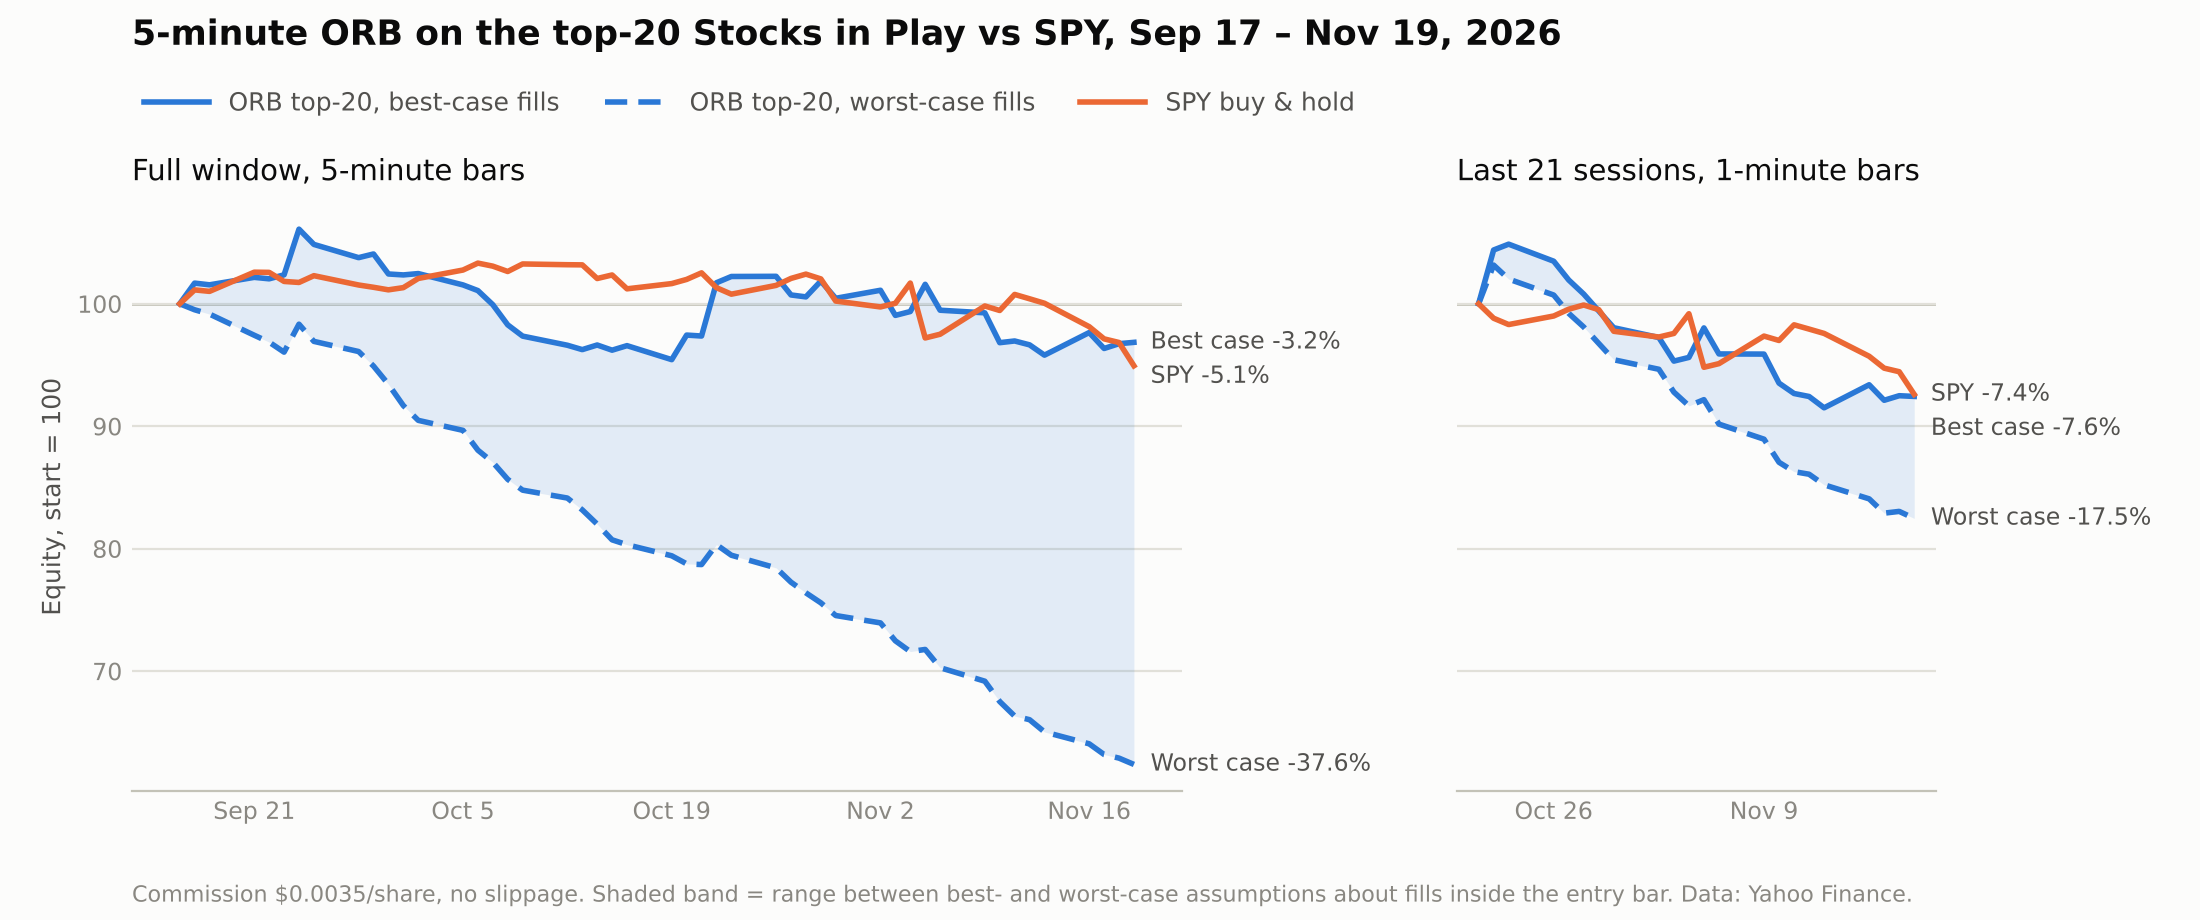 5-minute ORB on the top-20 Stocks in Play vs SPY, Sep 17 – Nov 19, 2026
ORB top-20, best-case fills
ORB top-20, worst-case fills
SPY buy & hold
Full window, 5-minute bars
Equity, start = 100
100
90
80
70
Best case -3.2%
SPY -5.1%
Worst case -37.6%
Sep 21
Oct 5
Oct 19
Nov 2
Nov 16
Last 21 sessions, 1-minute bars
SPY -7.4%
Best case -7.6%
Worst case -17.5%
Oct 26
Nov 9
Commission $0.0035/share, no slippage. Shaded band = range between best- and worst-case assumptions about fills inside the entry bar. Data: Yahoo Finance.